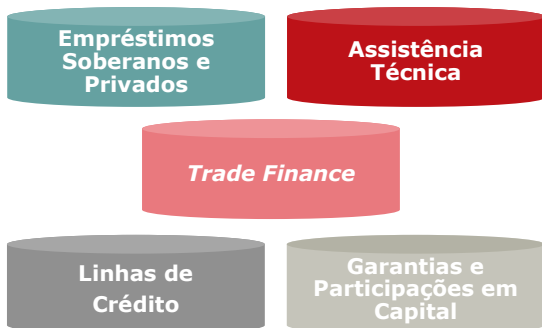 Empréstimos
Soberanos e
Privados
Assistência
Técnica
Trade Finance
Linhas de
Crédito
Garantias e
Participações em
Capital